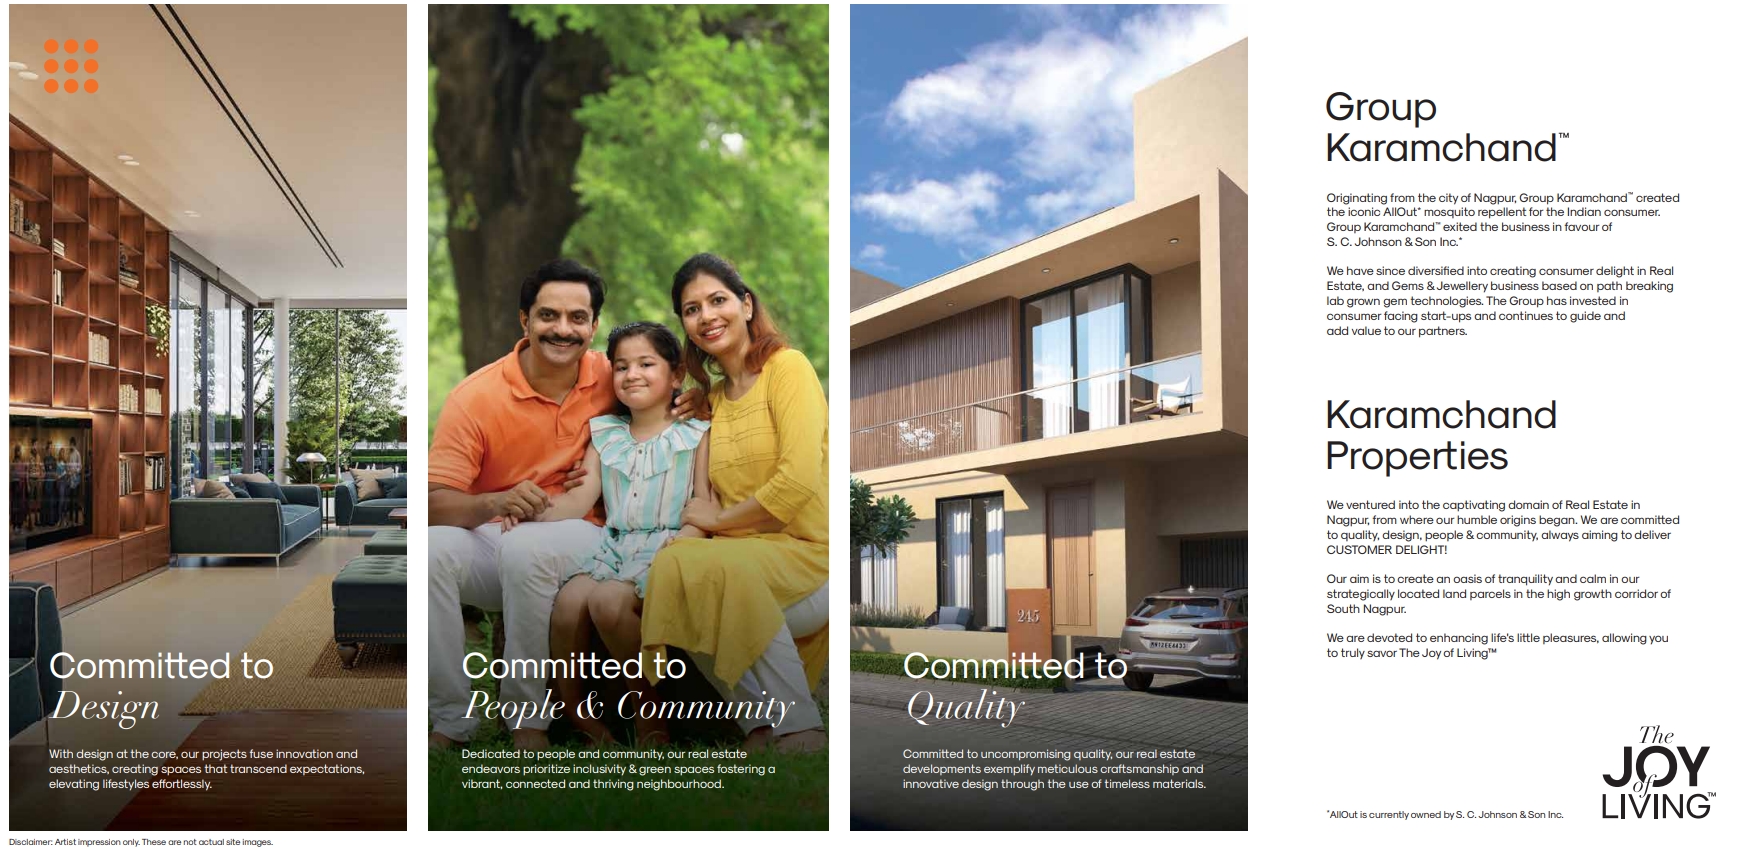 Committed to
Design
With design at the core, our projects fuse innovation and
aesthetics, creating spaces that transcend expectations,
elevating lifestyles effortlessly.
Committed to
People & Community
Dedicated to people and community, our real estate
endeavors prioritize inclusivity & green spaces fostering a
vibrant, connected and thriving neighbourhood.
245
Committed to
Quality
Committed to uncompromising quality, our real estate
developments exemplify meticulous craftsmanship and
innovative design through the use of timeless materials.
Group
Karamchand™
Originating from the city of Nagpur, Group Karamchand™ created
the iconic AllOut* mosquito repellent for the Indian consumer.
Group Karamchand™ exited the business in favour of
S. C. Johnson & Son Inc.*
We have since diversified into creating consumer delight in Real
Estate, and Gems & Jewellery business based on path breaking
lab grown gem technologies. The Group has invested in
consumer facing start-ups and continues to guide and
add value to our partners.
Karamchand
Properties
We ventured into the captivating domain of Real Estate in
Nagpur, from where our humble origins began. We are committed
to quality, design, people & community, always aiming to deliver
CUSTOMER DELIGHT!
Our aim is to create an oasis of tranquility and calm in our
strategically located land parcels in the high growth corridor of
South Nagpur.
We are devoted to enhancing life's little pleasures, allowing you
to truly savor The Joy of Living™
The
JOY
of
LIVING™
*AllOut is currently owned by S. C. Johnson & Son Inc.
Disclaimer: Artist impression only. These are not actual site images.